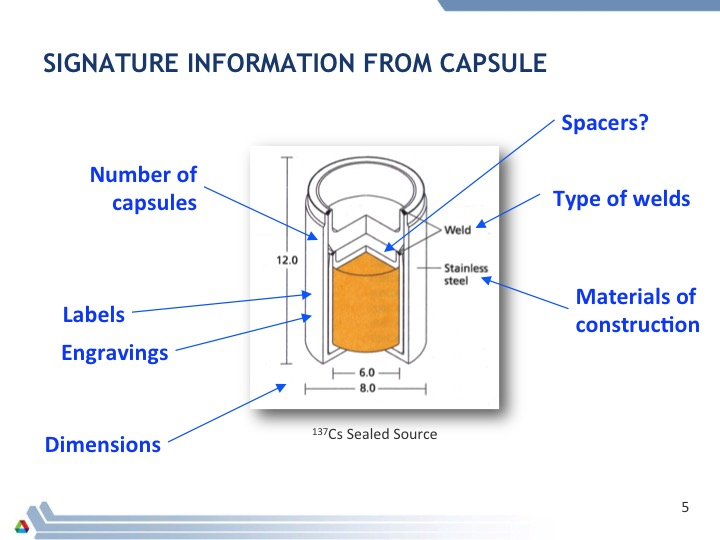 SIGNATURE INFORMATION FROM CAPSULE
Spacers?
Number of
capsules
Type of welds
Weld
12.0
Stainless
steel
Materials of
construction
Labels
Engravings
6.0
8.0
Dimensions
¹³⁷Cs Sealed Source
5